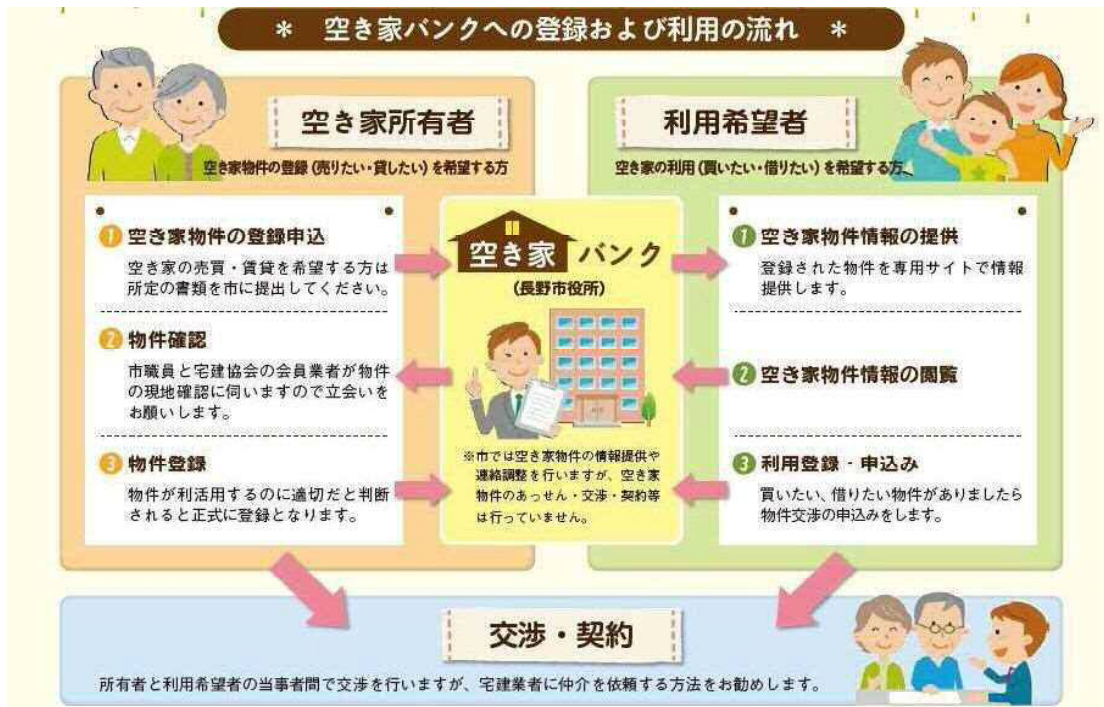 ＊ 空き家バンクへの登録および利用の流れ ＊
空き家所有者
空き家物件の登録（売りたい・貸したい）を希望する方
1 空き家物件の登録申込
空き家の売買・賃貸を希望する方は
所定の書類を市に提出してください。
2 物件確認
市職員と宅建協会の会員業者が物件
の現地確認に伺いますので立会いを
お願いします。
3 物件登録
物件が利活用するのに適切だと判断
されると正式に登録となります。
空き家 バンク
（長野市役所）
※市では空き家物件の情報提供や
連絡調整を行いますが、空き家
物件のあっせん・交渉・契約等
は行っていません。
利用希望者
空き家の利用（買いたい・借りたい）を希望する方
1 空き家物件情報の提供
登録された物件を専用サイトで情報
提供します。
2 空き家物件情報の閲覧
3 利用登録・申込み
買いたい、借りたい物件がありましたら
物件交渉の申込みをします。
交渉・契約
所有者と利用希望者の当事者間で交渉を行いますが、宅建業者に仲介を依頼する方法をお勧めします。